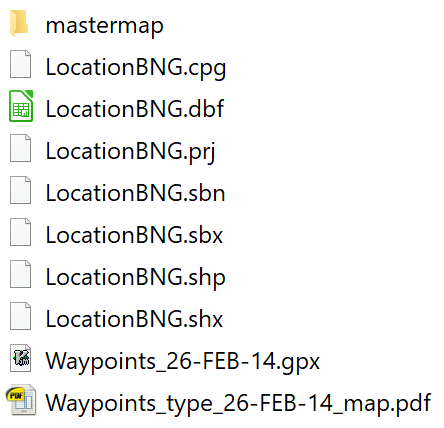 mastermap
LocationBNG.cpg
LocationBNG.dbf
LocationBNG.prj
LocationBNG.sbn
LocationBNG.sbx
LocationBNG.shp
LocationBNG.shx
Waypoints_26-FEB-14.gpx
PDF
Waypoints_type_26-FEB-14_map.pdf